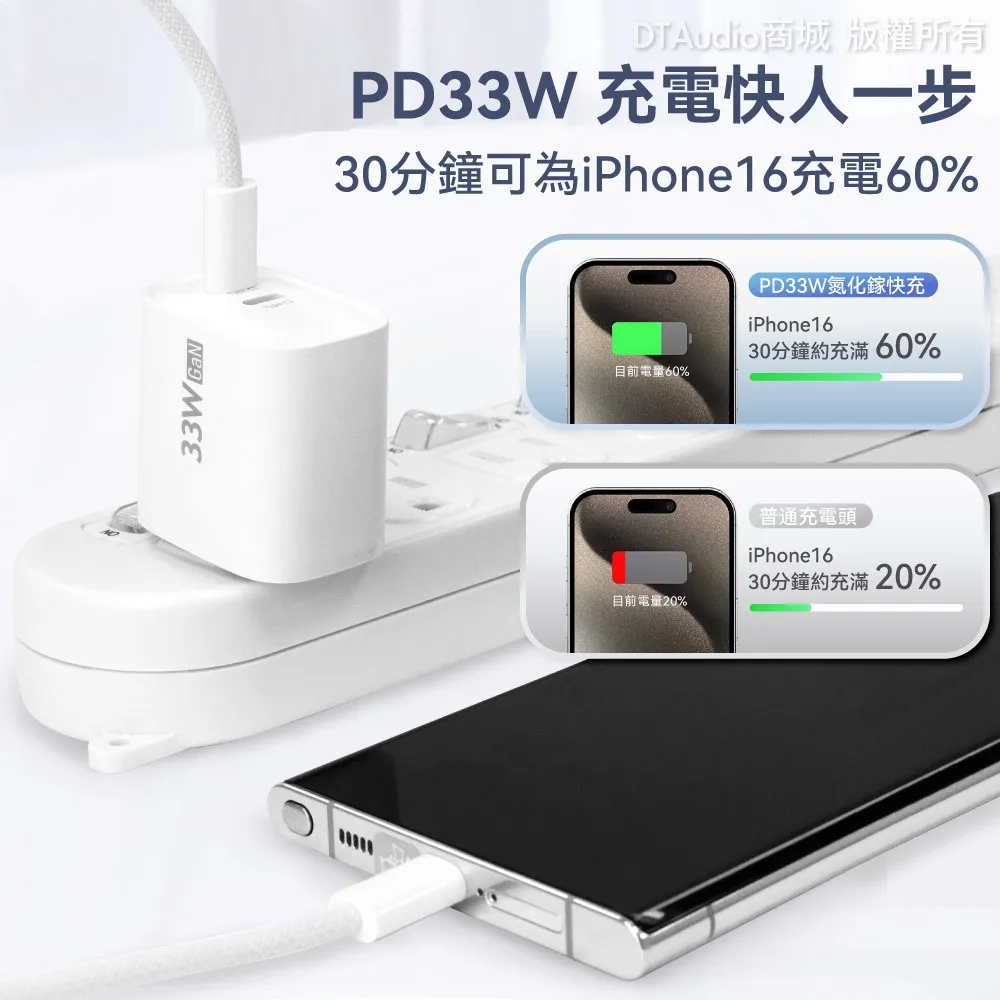 DTAudio商城 版權所有
PD33W 充電快人一步
30分鐘可為iPhone16充電60%
PD33W氮化鎵快充
iPhone16
30分鐘約充滿 60%
目前電量60%
普通充電頭
iPhone16
30分鐘約充滿 20%
目前電量20%
Type-C
33W GaN
NO